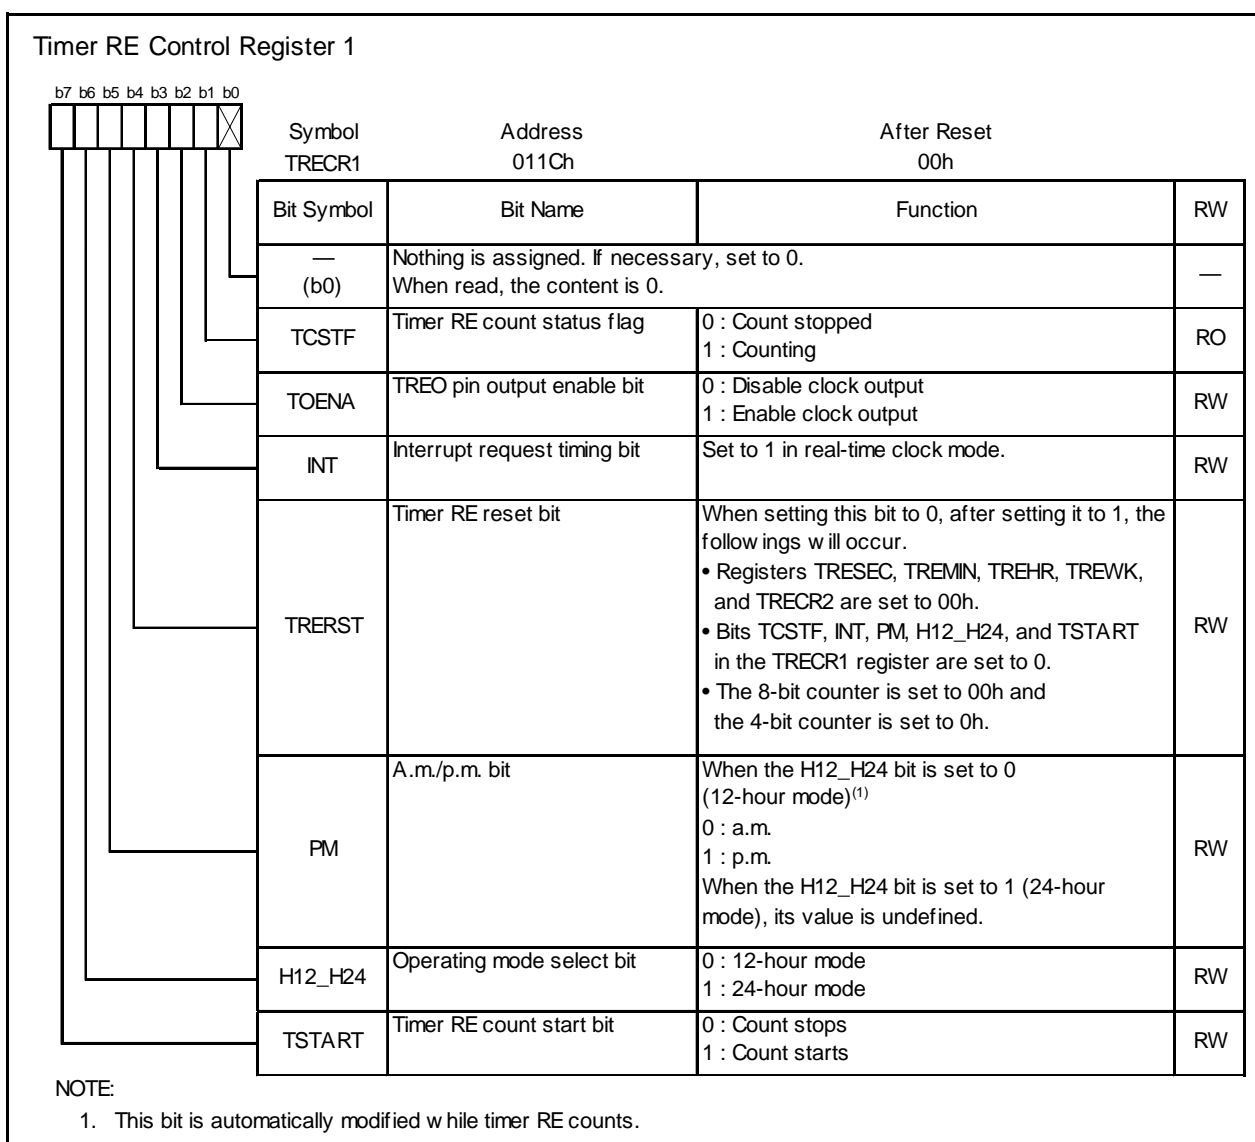 Timer RE Control Register 1
b7 b6 b5 b4 b3 b2 b1 b0
Symbol Address After Reset
TRECR1 011Ch 00h
Bit Symbol Bit Name Function RW
—
(b0)
Nothing is assigned. If necessary, set to 0.
When read, the content is 0.
—
TCSTF
Timer RE count status flag
0 : Count stopped
1 : Counting
RO
TOENA
TREO pin output enable bit
0 : Disable clock output
1 : Enable clock output
RW
INT
Interrupt request timing bit
Set to 1 in real-time clock mode.
RW
TRERST
Timer RE reset bit
When setting this bit to 0, after setting it to 1, the
followings will occur.
• Registers TRESEC, TREMIN, TREHR, TREWK,
and TRECR2 are set to 00h.
• Bits TCSTF, INT, PM, H12_H24, and TSTART
in the TRECR1 register are set to 0.
• The 8-bit counter is set to 00h and
the 4-bit counter is set to 0h.
RW
PM
A.m./p.m. bit
When the H12_H24 bit is set to 0
(12-hour mode)(1)
0 : a.m.
1 : p.m.
When the H12_H24 bit is set to 1 (24-hour
mode), its value is undefined.
RW
H12_H24
Operating mode select bit
0 : 12-hour mode
1 : 24-hour mode
RW
TSTART
Timer RE count start bit
0 : Count stops
1 : Count starts
RW
NOTE:
1. This bit is automatically modified while timer RE counts.